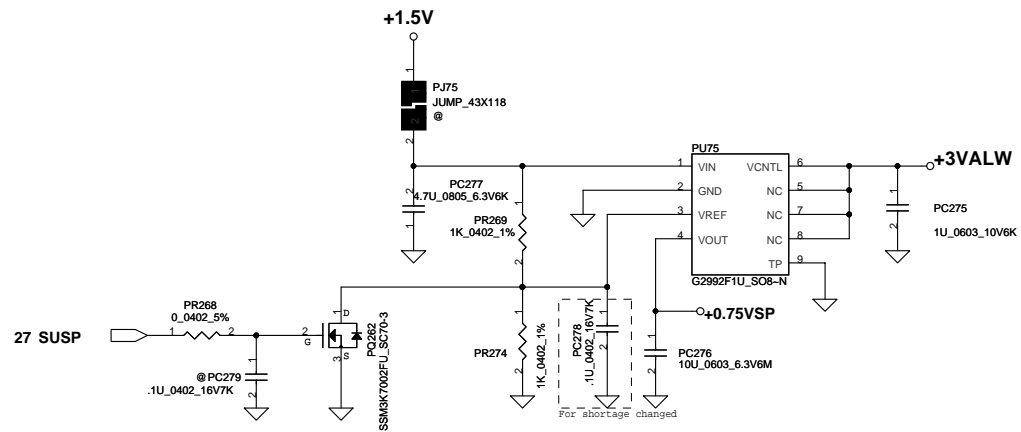 +1.5V
1
1
PJ75
JUMP_43X118
@
2
2
PU75
1
VIN
VCNTL
6
+3VALW
2
GND
NC
5
3
VREF
NC
7
4
VOUT
NC
8
TP
9
G2992F1U_SO8~N
1
2
PC275
1U_0603_10V6K
2
1
PC277
4.7U_0805_6.3V6K
1
2
PR269
1K_0402_1%
+0.75VSP
1
2
PC276
10U_0603_6.3V6M
27 SUSP
PR268
0_0402_5%
1
2
1
2
@PC279
.1U_0402_16V7K
2
G
1
D
3
S
PQ262
SSM3K7002FU_SC70-3
1
2
PR274
1K_0402_1%
1
2
PC278
.1U_0402_16V7K
For shortage changed